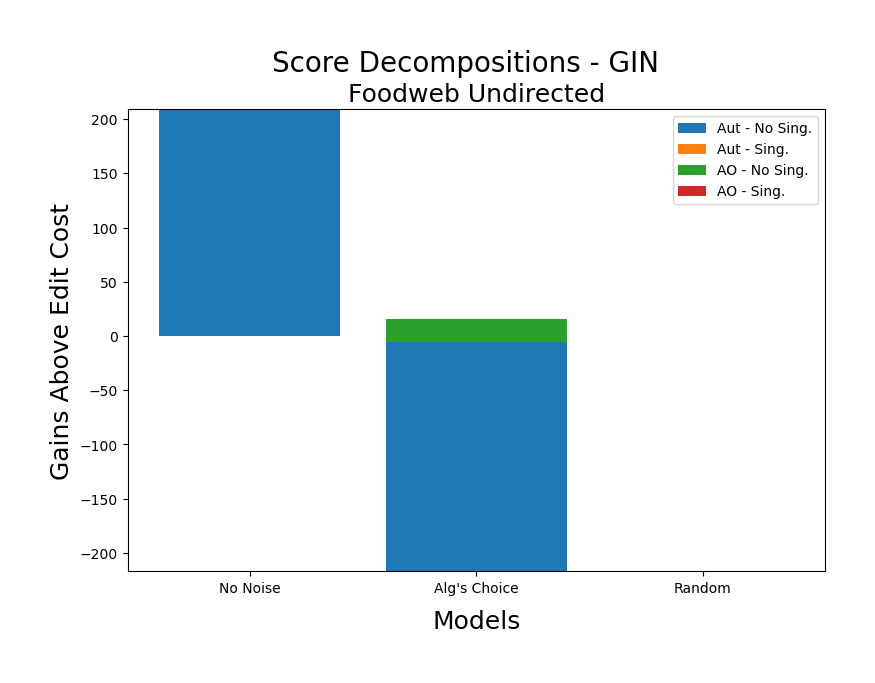 Score Decompositions - GIN
Foodweb Undirected
Gains Above Edit Cost
200
150
100
50
0
−50
−100
−150
−200
Aut - No Sing.
Aut - Sing.
AO - No Sing.
AO - Sing.
No Noise
Alg's Choice
Random
Models